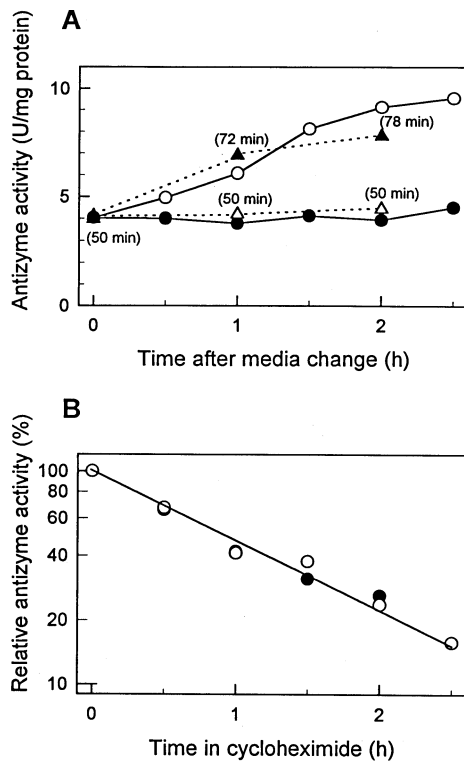 A
Antizyme activity (U/mg protein)
10
5
0
(72 min)
(78 min)
(50 min)
(50 min)
(50 min)
0 1 2
Time after media change (h)
B
Relative antizyme activity (%)
100
80
60
40
20
10
0 1 2
Time in cycloheximide (h)